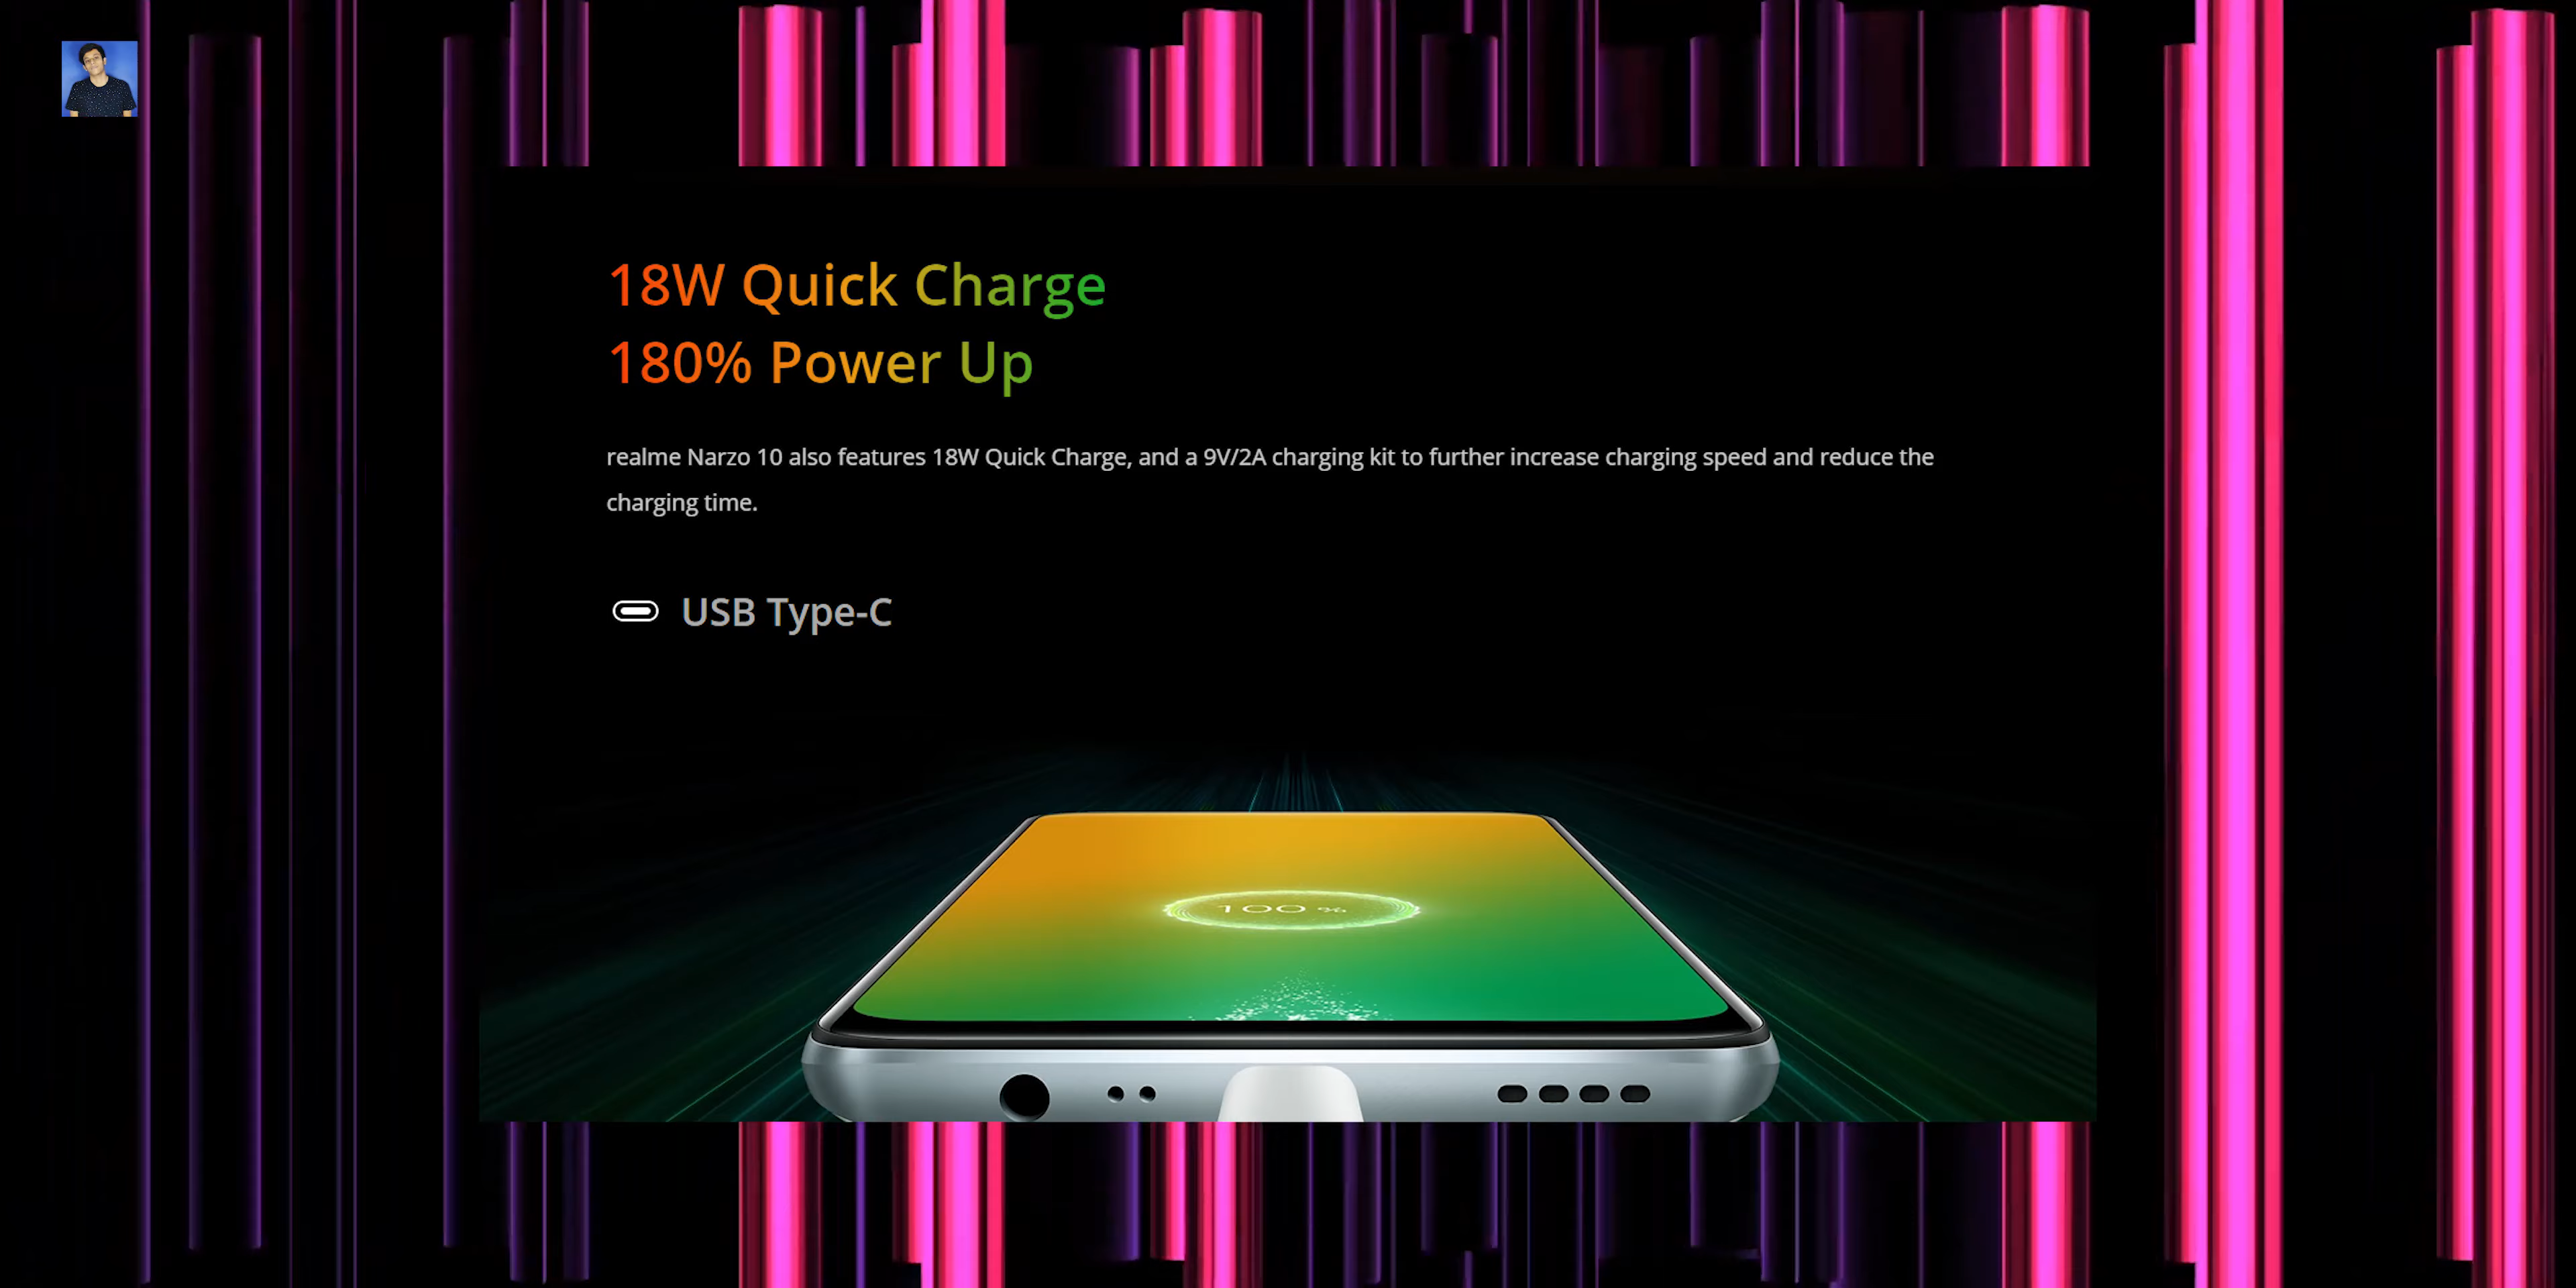 18W Quick Charge
180% Power Up
realme Narzo 10 also features 18W Quick Charge, and a 9V/2A charging kit to further increase charging speed and reduce the
charging time.
USB Type-C
100 %